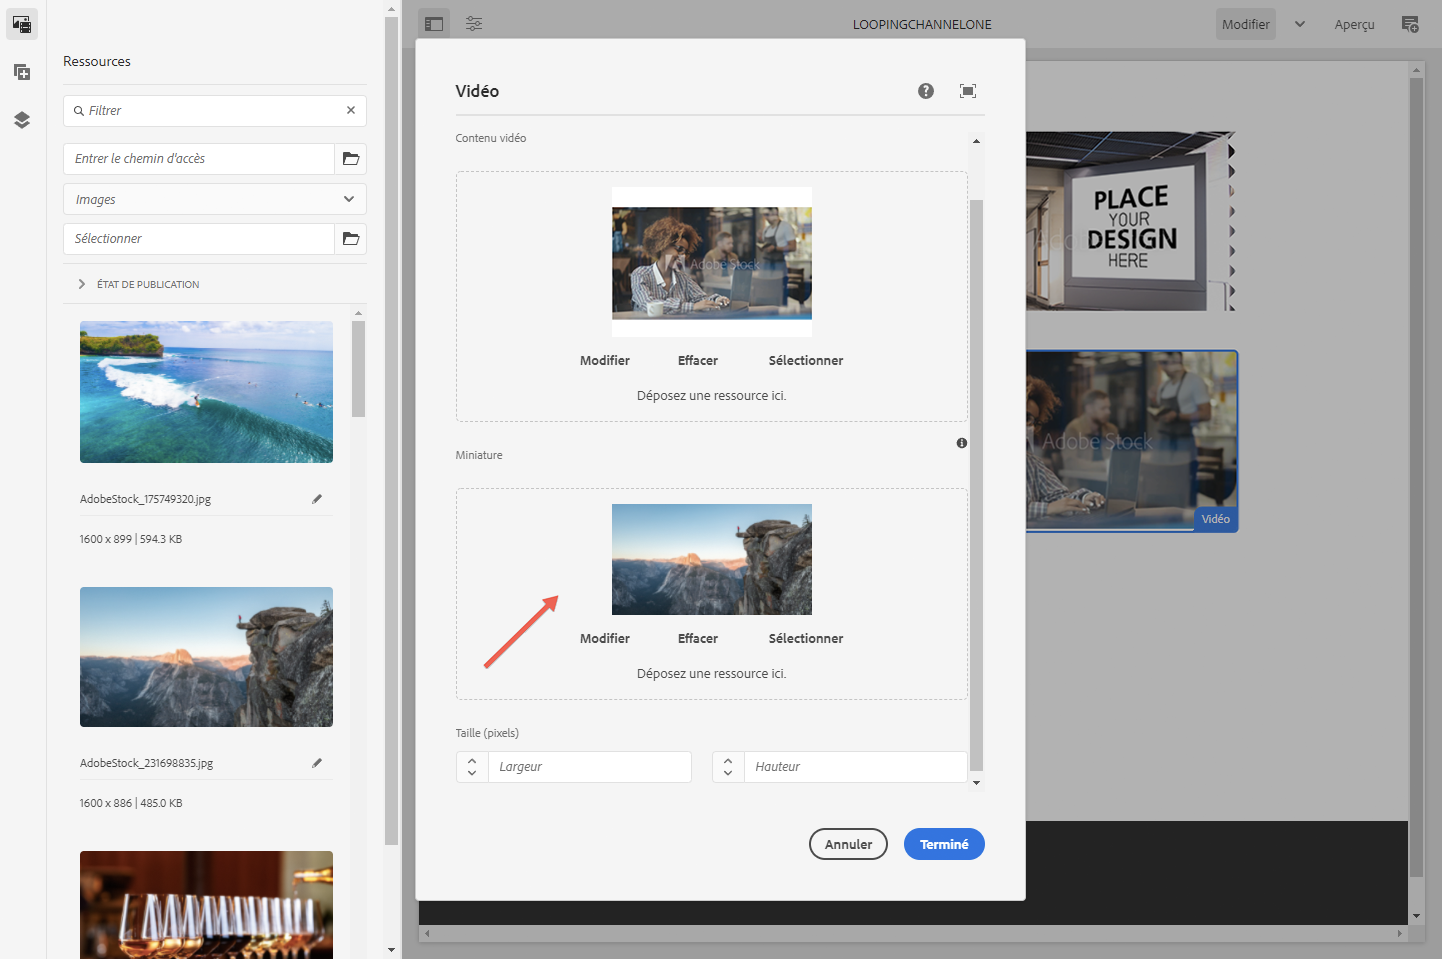 Ressources
Filtrer
Entrer le chemin d'accès
Images
Sélectionner
ÉTAT DE PUBLICATION
AdobeStock_175749320.jpg
1600 x 899 | 594.3 KB
AdobeStock_231698835.jpg
1600 x 886 | 485.0 KB
LOOPINGCHANNELONE
Modifier
Aperçu
Vidéo
Contenu vidéo
Adobe Stock
Modifier Effacer Sélectionner
Déposez une ressource ici.
Miniature
Modifier Effacer Sélectionner
Déposez une ressource ici.
Taille (pixels)
Largeur Hauteur
Annuler Terminé
PLACE
YOUR
DESIGN
HERE
Adobe Stock
Vidéo